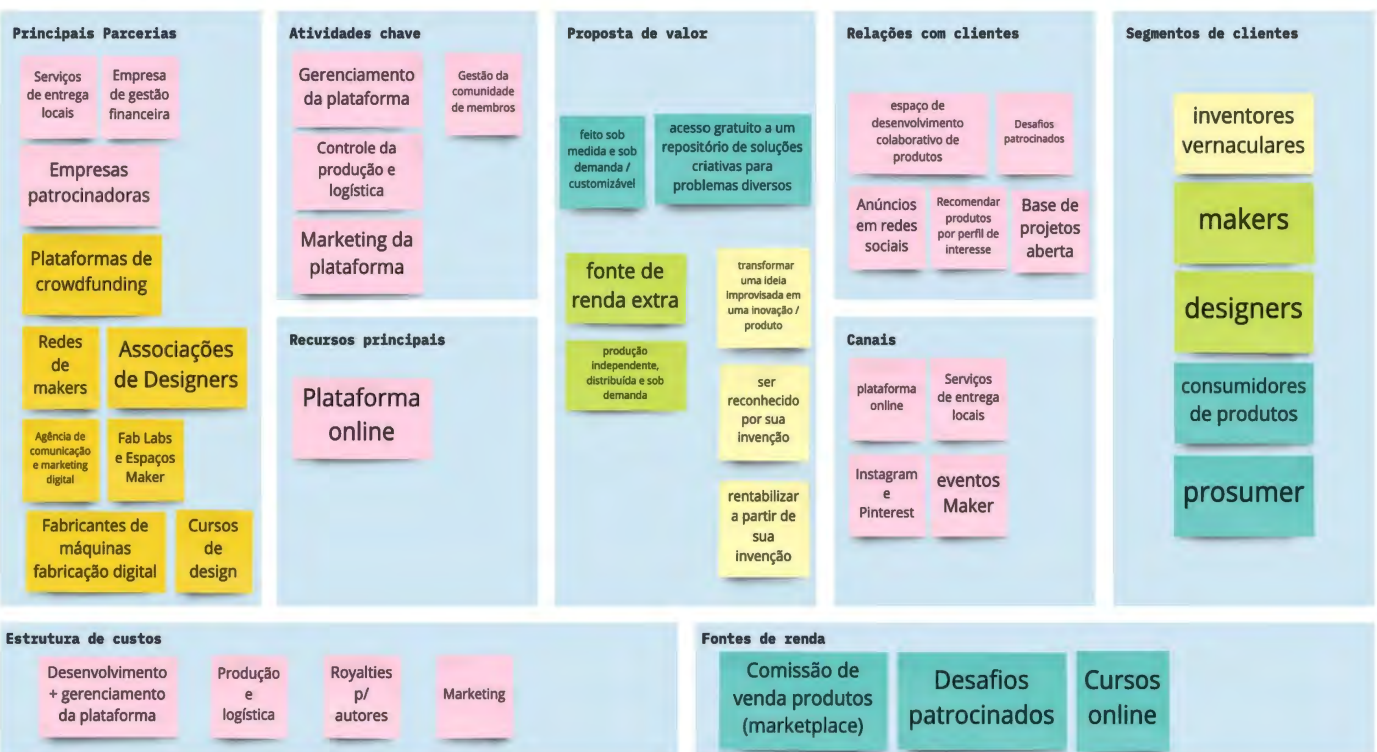 Principais Parcerias
Serviços
de entrega
locais
Empresa
de gestão
financeira
Empresas
patrocinadoras
Plataformas de
crowdfunding
Redes
de
makers
Associações
de Designers
Agência de
comunicação
e marketing
digital
Fab Labs
e Espaços
Maker
Fabricantes de
máquinas
fabricação digital
Cursos
de
design
Atividades chave
Gerenciamento
da plataforma
Gestão da
comunidade
de membros
Controle da
produção e
logística
Marketing da
plataforma
Recursos principais
Plataforma
online
Proposta de valor
feito sob
medida e sob
demanda /
customizável
acesso gratuito a um
repositório de soluções
criativas para
problemas diversos
fonte de
renda extra
transformar
uma ideia
improvisada em
uma inovação /
produto
produção
independente,
distribuída e sob
demanda
ser
reconhecido
por sua
invenção
rentabilizar
a partir de
sua
invenção
Relações com clientes
espaço de
desenvolvimento
colaborativo de
produtos
Desafios
patrocinados
Anúncios
em redes
sociais
Recomendar
produtos
por perfil de
interesse
Base de
projetos
aberta
Canais
plataforma
online
Serviços
de entrega
locais
Instagram
e
Pinterest
eventos
Maker
Segmentos de clientes
inventores
vernaculares
makers
designers
consumidores
de produtos
prosumer
Estrutura de custos
Desenvolvimento
+ gerenciamento
da plataforma
Produção
e
logística
Royalties
p/
autores
Marketing
Fontes de renda
Comissão de
venda produtos
(marketplace)
Desafios
patrocinados
Cursos
online